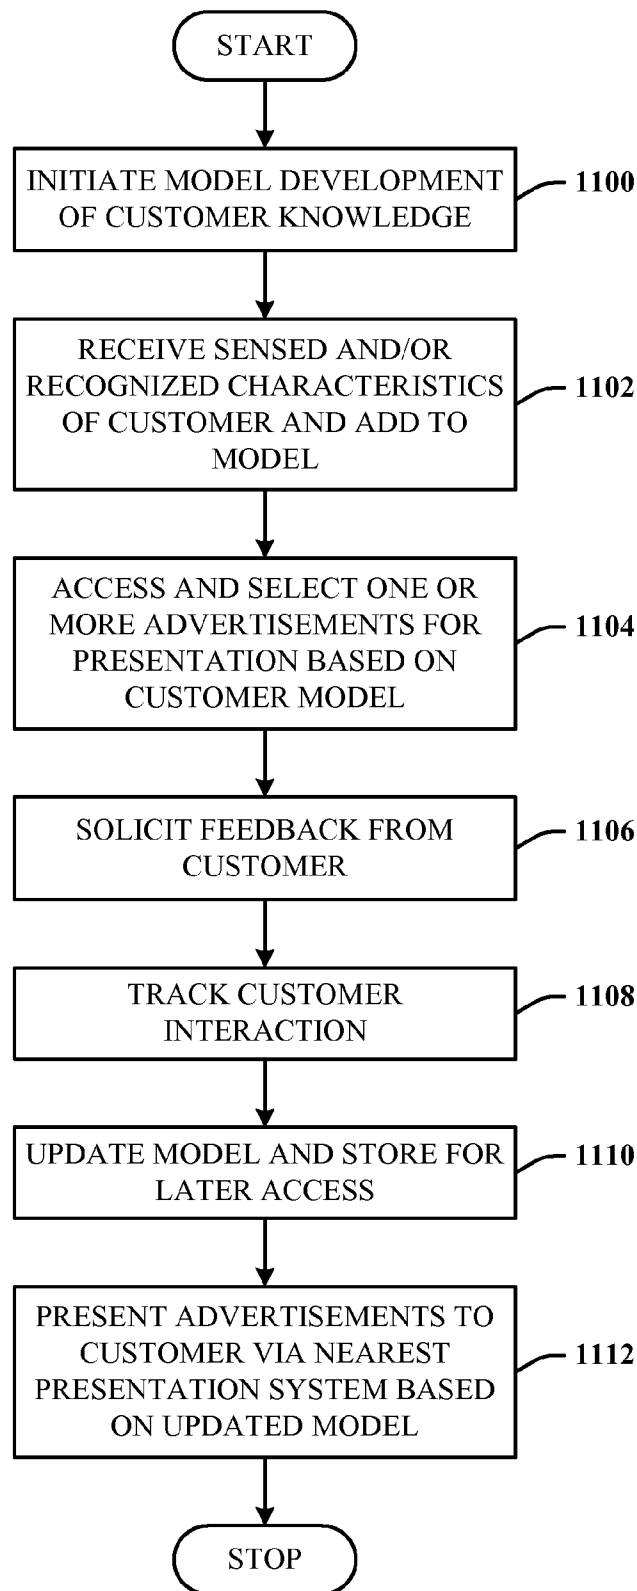 START
INITIATE MODEL DEVELOPMENT
OF CUSTOMER KNOWLEDGE
1100
RECEIVE SENSED AND/OR
RECOGNIZED CHARACTERISTICS
OF CUSTOMER AND ADD TO
MODEL
1102
ACCESS AND SELECT ONE OR
MORE ADVERTISEMENTS FOR
PRESENTATION BASED ON
CUSTOMER MODEL
1104
SOLICIT FEEDBACK FROM
CUSTOMER
1106
TRACK CUSTOMER
INTERACTION
1108
UPDATE MODEL AND STORE FOR
LATER ACCESS
1110
PRESENT ADVERTISEMENTS TO
CUSTOMER VIA NEAREST
PRESENTATION SYSTEM BASED
ON UPDATED MODEL
1112
STOP